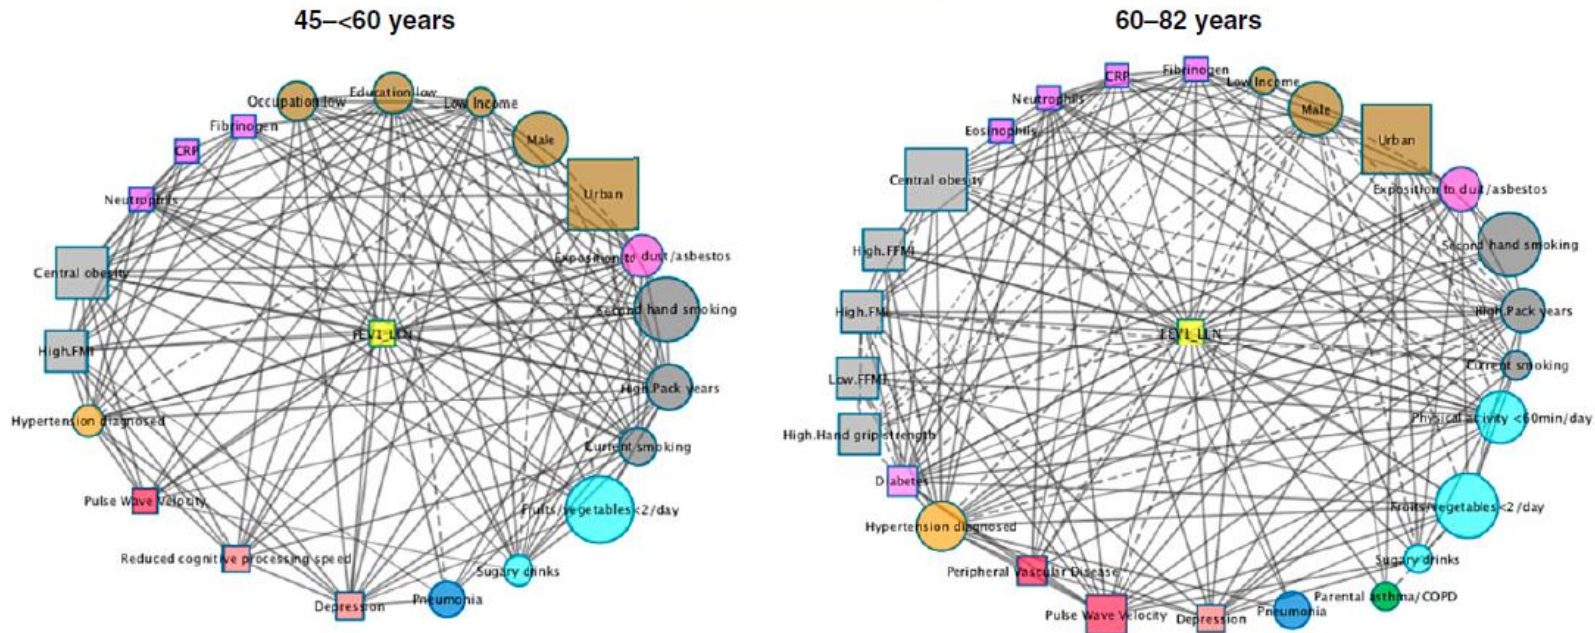 45–<60 years
Occupation low
Education low
Low Income
Fibrinogen
Male
CRP
Urban
Neutrophils
Exposition to dust/asbestos
Central obesity
Second hand smoking
FEV1_LLN
High.FMI
High.Pack years
Hypertension diagnosed
Current smoking
Pulse Wave Velocity
Fruits/vegetables<2/day
Reduced cognitive processing speed
Sugary drinks
Depression
Pneumonia
60–82 years
Fibrinogen
CRP
Low Income
Neutrophils
Male
Eosinophils
Urban
Central obesity
Exposition to dust/asbestos
High.FFMI
Second hand smoking
High.FMI
High.Pack years
FEV1_LLN
Low.FFMI
Current smoking
High.Hand grip strength
Physical activity <60min/day
Diabetes
Hypertension diagnosed
Fruits/vegetables<2/day
Peripheral Vascular Disease
Sugary drinks
Pulse Wave Velocity
Parental asthma/COPD
Depression
Pneumonia